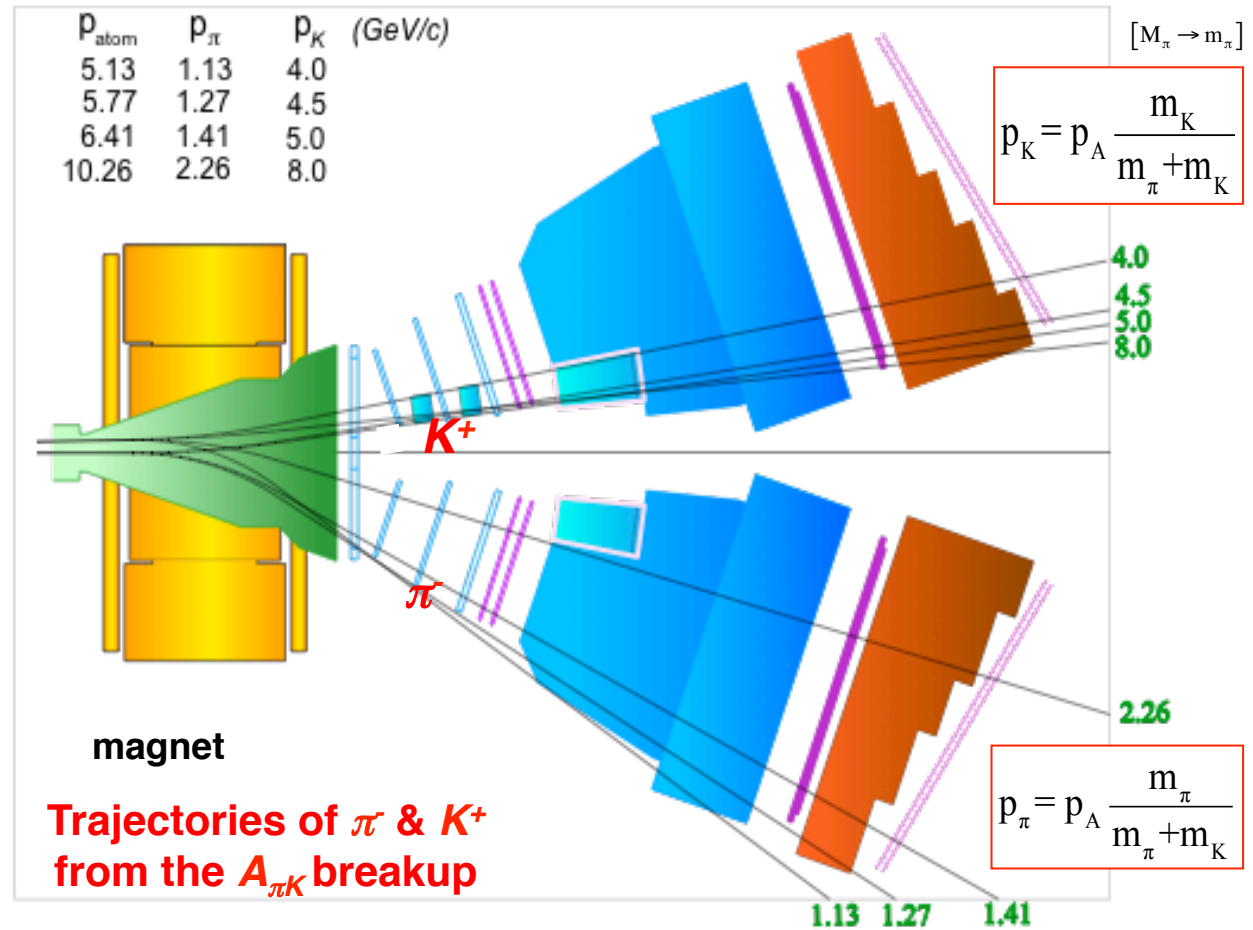 p_atom p_π p_K (GeV/c)
5.13 1.13 4.0
5.77 1.27 4.5
6.41 1.41 5.0
10.26 2.26 8.0
[M_π → m_π]
p_K = p_A m_K / (m_π + m_K)
4.0
4.5
5.0
8.0
K⁺
π⁻
2.26
magnet
p_π = p_A m_π / (m_π + m_K)
Trajectories of π⁻ & K⁺
from the A_πK breakup
1.13 1.27 1.41